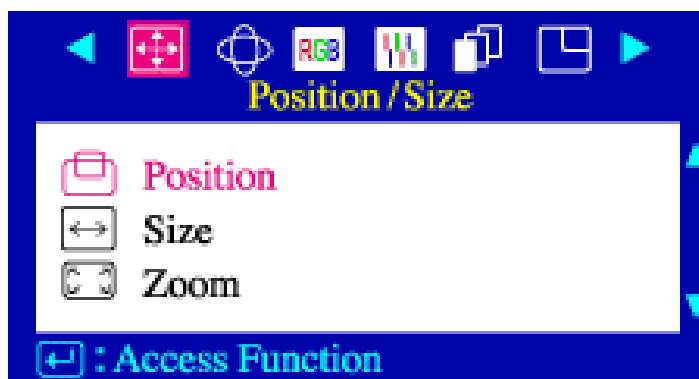 RGB
Position/Size
Position
Size
Zoom
: Access Function